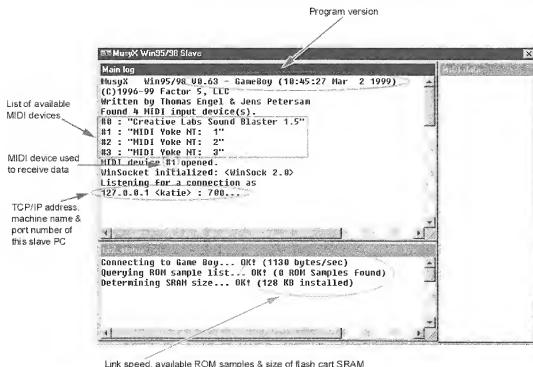 Program version
MusyX Win95/98 Slave
Main log
MusyX Win95/98 V0.63 - GameBoy (10:45:27 Mar 2 1999)
(C)1996-99 Factor 5, LLC
Written by Thomas Engel & Jens Petersam
Found 4 MIDI input device(s).
List of available
MIDI devices
#0 : "Creative Labs Sound Blaster 1.5"
#1 : "MIDI Yoke NT: 1"
#2 : "MIDI Yoke NT: 2"
#3 : "MIDI Yoke NT: 3"
MIDI device used
to receive data
MIDI device #1 opened.
WinSocket initialized: <WinSock 2.0>
Listening for a connection as
127.0.0.1 <katie> : 700...
TCP/IP address,
machine name &
port number of
this slave PC
Connecting to Game Boy... OK! (1130 bytes/sec)
Querying ROM sample list... OK! (0 ROM Samples found)
Determining SRAM size... OK! (128 KB installed)
Link speed, available ROM samples & size of flash cart SRAM